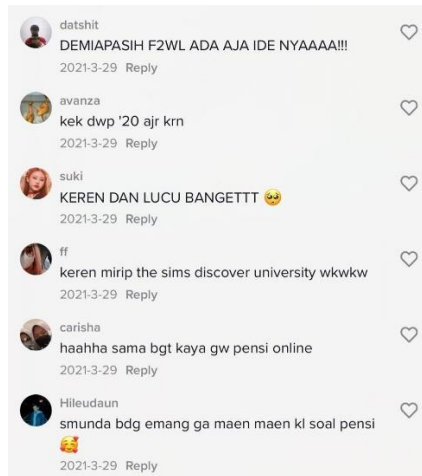 datshit
DEMIAPASIH F2WL ADA AJA IDE NYAAAA!!!
2021-3-29 Reply
avanza
kek dwp '20 ajr krn
2021-3-29 Reply
suki
KEREN DAN LUCU BANGETTT 🥺
2021-3-29 Reply
ff
keren mirip the sims discover university wkwkw
2021-3-29 Reply
carisha
haahha sama bgt kaya gw pensi online
2021-3-29 Reply
Hileudaun
smunda bdg emang ga maen maen kl soal pensi
🥰
2021-3-29 Reply